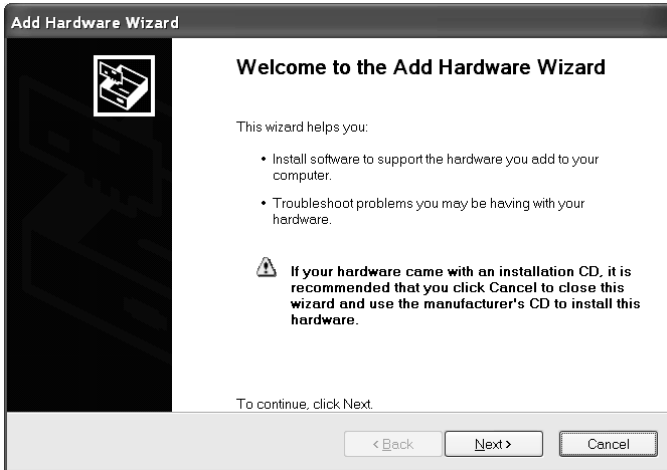 Add Hardware Wizard
Welcome to the Add Hardware Wizard
This wizard helps you:
• Install software to support the hardware you add to your
computer.
• Troubleshoot problems you may be having with your
hardware.
If your hardware came with an installation CD, it is
recommended that you click Cancel to close this
wizard and use the manufacturer's CD to install this
hardware.
To continue, click Next.
< Back Next > Cancel